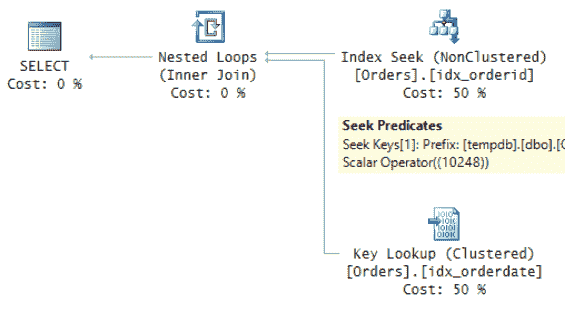 SELECT
Cost: 0 %
Nested Loops
(Inner Join)
Cost: 0 %
Index Seek (NonClustered)
[Orders].[idx_orderid]
Cost: 50 %
Seek Predicates
Seek Keys[1]: Prefix: [tempdb].[dbo].[
Scalar Operator((10248))
Key Lookup (Clustered)
[Orders].[idx_orderdate]
Cost: 50 %